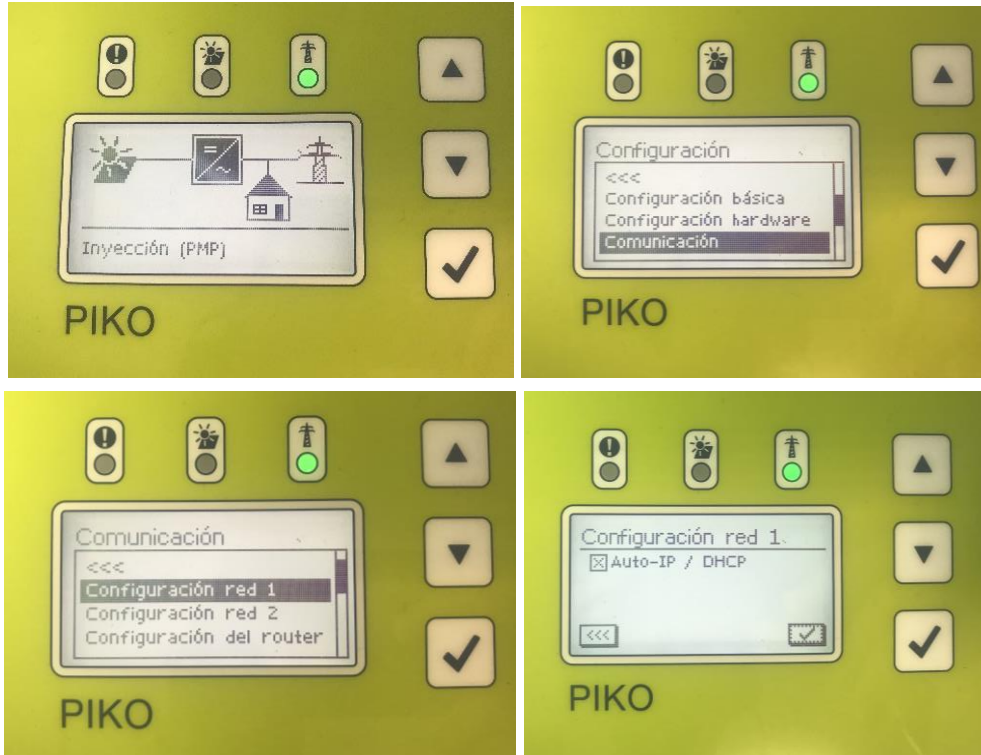 Inyección (PMP)
PIKO
Configuración
<<<
Configuración básica
Configuración hardware
Comunicación
PIKO
Comunicación
<<<
Configuración red 1
Configuración red 2
Configuración del router
PIKO
Configuración red 1
Auto-IP / DHCP
<<<
PIKO